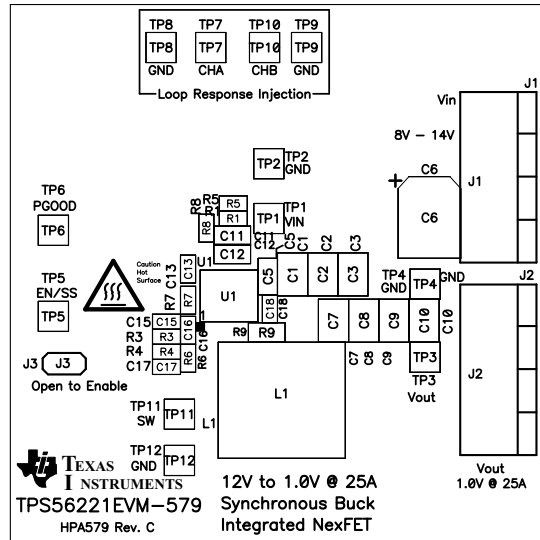 TP8 TP7 TP10 TP9
TP8 TP7 TP10 TP9
GND CHA CHB GND
Loop Response Injection
J1
Vin
8V - 14V
+
C6
C6
J1
TP2
TP2
GND
TP6
PGOOD
TP6
R5
R5
R1
R1
R8
R8
TP1
TP1
VIN
C11
C11
C12
C12
C5
C5
C1
C2
C3
C1
C2
C3
Caution
Hot
Surface
C13
C13
U1
U1
R7
R7
TP5
EN/SS
TP5
TP4
GND
TP4
GND
J2
C18
C18
1
C15
C15
R3
R3
R4
R4
C17
C17
C16
C16
R6
R6
R9
R9
C7
C8
C9
C10
C10
C7
C8
C9
TP3
TP3
Vout
J3
J3
Open to Enable
L1
L1
J2
TP11
SW
TP11
TP12
GND
TP12
TEXAS
INSTRUMENTS
TPS56221EVM-579
HPA579 Rev. C
12V to 1.0V @ 25A
Synchronous Buck
Integrated NexFET
Vout
1.0V @ 25A